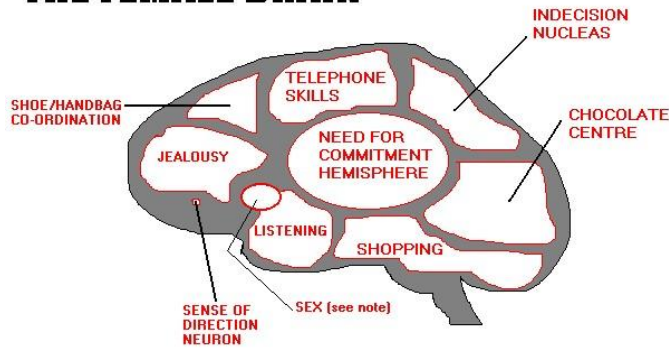 INDECISION
NUCLEAS
TELEPHONE
SKILLS
SHOE/HANDBAG
CO-ORDINATION
CHOCOLATE
CENTRE
NEED FOR
COMMITMENT
HEMISPHERE
JEALOUSY
LISTENING
SHOPPING
SEX (see note)
SENSE OF
DIRECTION
NEURON